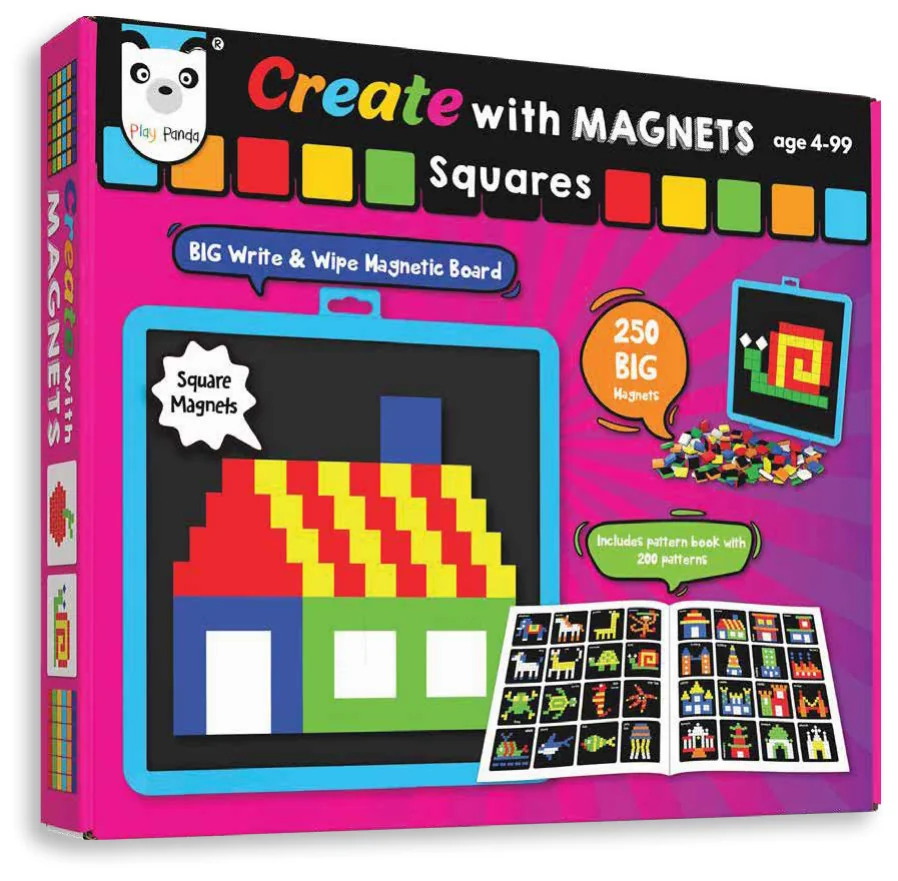 Play Panda
®
Create with MAGNETS age 4-99
Squares
BIG Write & Wipe Magnetic Board
Square
Magnets
250
BIG
Magnets
Includes pattern book with
200 patterns
Create with
MAGNETS